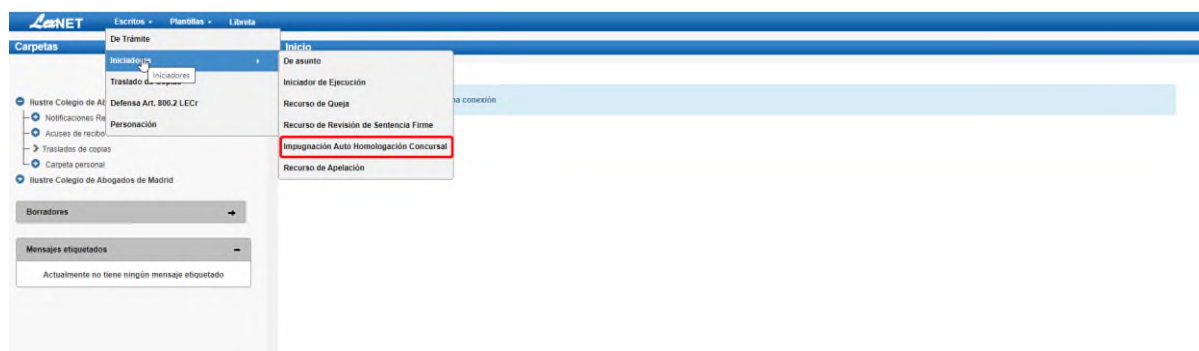 LexNET Escritos Plantillas Libreta
Carpetas
Inicio
De Trámite
Iniciadores
Iniciadores
Traslado de Copias
Defensa Art. 800.2 LECr
Personación
De asunto
Iniciador de Ejecución
Recurso de Queja
Recurso de Revisión de Sentencia Firme
Impugnación Auto Homologación Concursal
Recurso de Apelación
conexión
Ilustre Colegio de
Notificaciones
Acuses de recibo
Traslados de copias
Carpeta personal
Ilustre Colegio de Abogados de Madrid
Borradores
Mensajes etiquetados
Actualmente no tiene ningún mensaje etiquetado